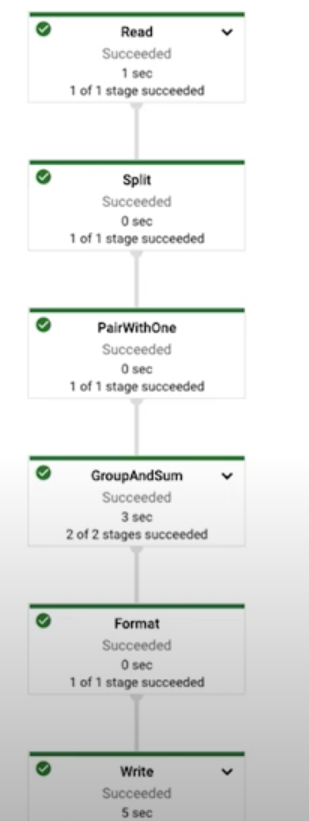 Read
Succeeded
1 sec
1 of 1 stage succeeded
Split
Succeeded
0 sec
1 of 1 stage succeeded
PairWithOne
Succeeded
0 sec
1 of 1 stage succeeded
GroupAndSum
Succeeded
3 sec
2 of 2 stages succeeded
Format
Succeeded
0 sec
1 of 1 stage succeeded
Write
Succeeded
5 sec